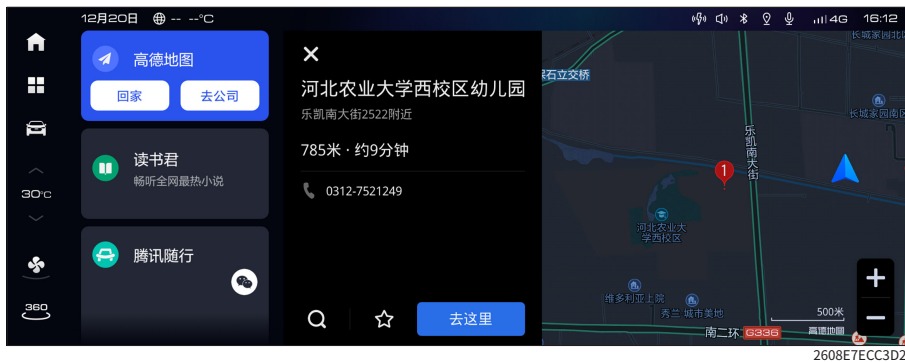 12月20日 -- --°C 4G 16:12
高德地图
回家 去公司
读书君
畅听全网最热小说
腾讯随行
30°C
360
河北农业大学西校区幼儿园
乐凯南大街2522附近
785米 · 约9分钟
0312-7521249
去这里
长城家园北区
石立交桥
长城家园南区
乐凯南大街
1
河北农业大
学西校区
维多利亚上院
秀兰·城市美地
500米
南二环 G336 高德地图
2608E7ECC3D2